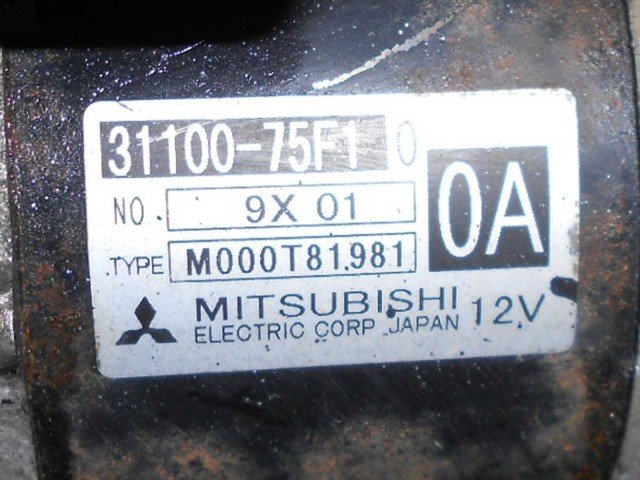 31100-75F10
0A
NO. 9X 01
TYPE M000T81981
MITSUBISHI 12V
ELECTRIC CORP. JAPAN